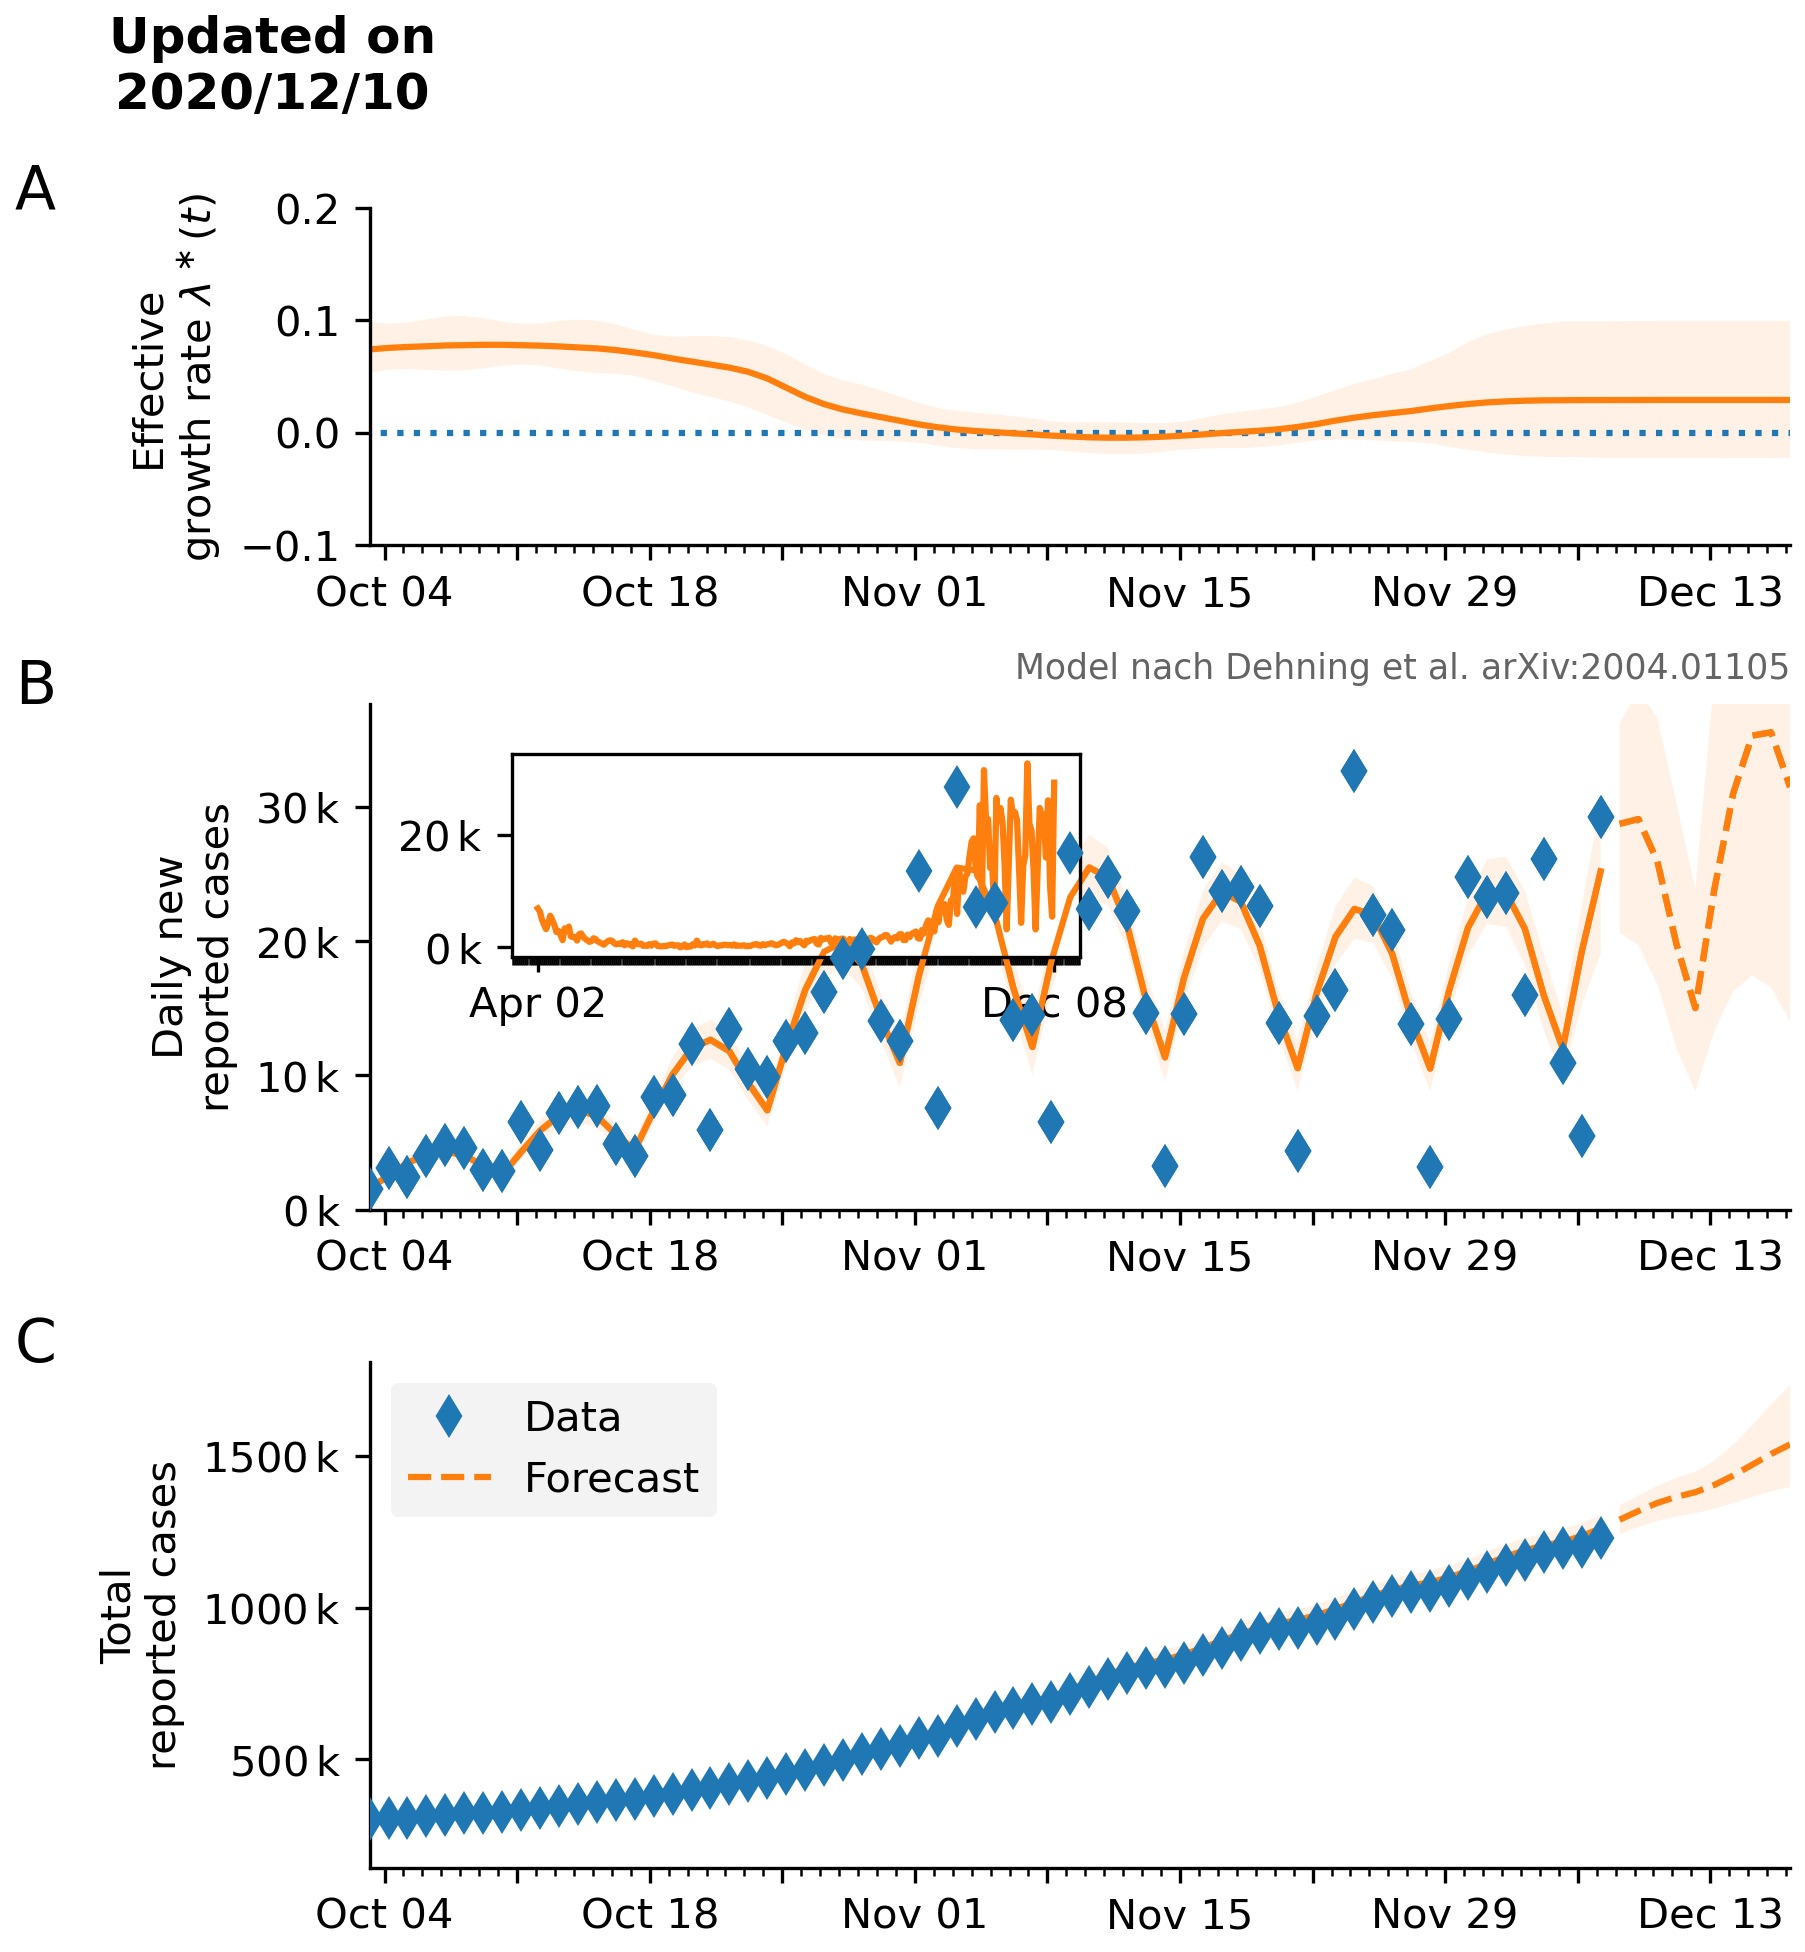 Updated on
2020/12/10
A
Effective
growth rate λ * (t)
0.2
0.1
0.0
−0.1
Oct 04 Oct 18 Nov 01 Nov 15 Nov 29 Dec 13
B
Model nach Dehning et al. arXiv:2004.01105
Daily new
reported cases
30 k
20 k
10 k
0 k
20 k
0 k
Apr 02 Dec 08
Oct 04 Oct 18 Nov 01 Nov 15 Nov 29 Dec 13
C
Total
reported cases
1500 k
1000 k
500 k
Data
Forecast
Oct 04 Oct 18 Nov 01 Nov 15 Nov 29 Dec 13